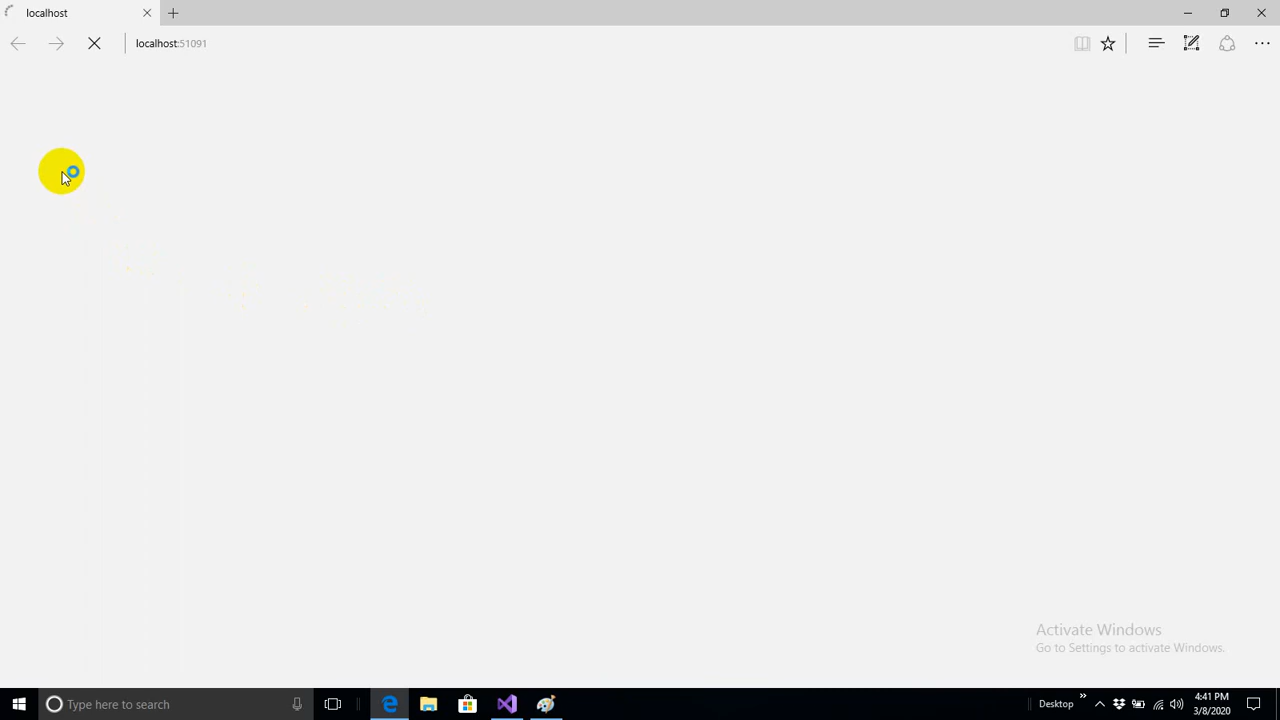 localhost
localhost:51091
Activate Windows
Go to Settings to activate Windows.
Type here to search
Desktop
4:41 PM
3/8/2020